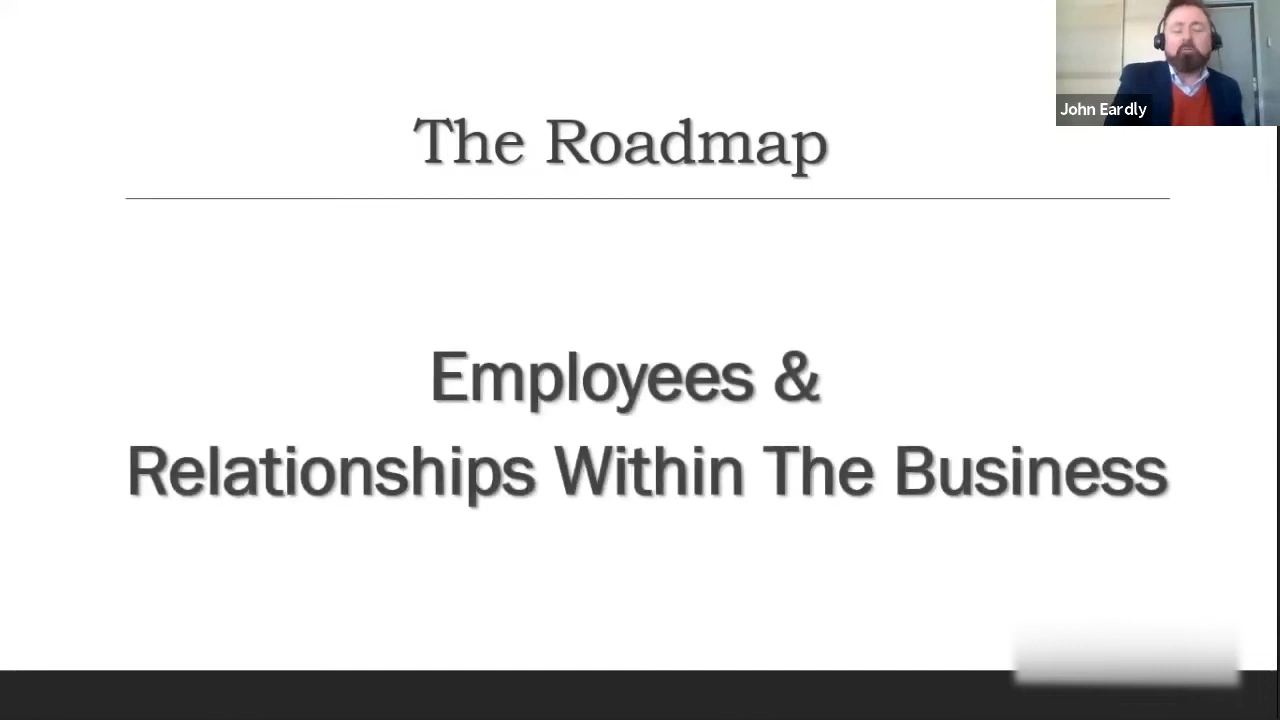 John Eardly
The Roadmap
Employees &
Relationships Within The Business